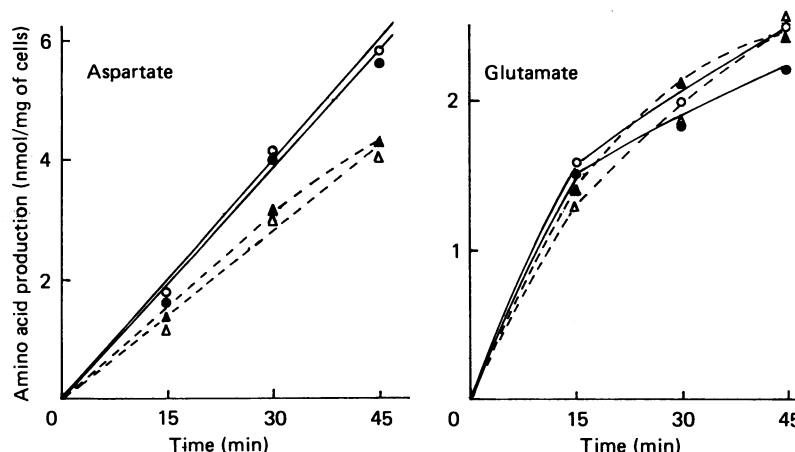 Amino acid production (nmol/mg of cells)
6
4
2
0
Aspartate
15
30
45
Time (min)
Glutamate
2
1
0
15
30
45
Time (min)